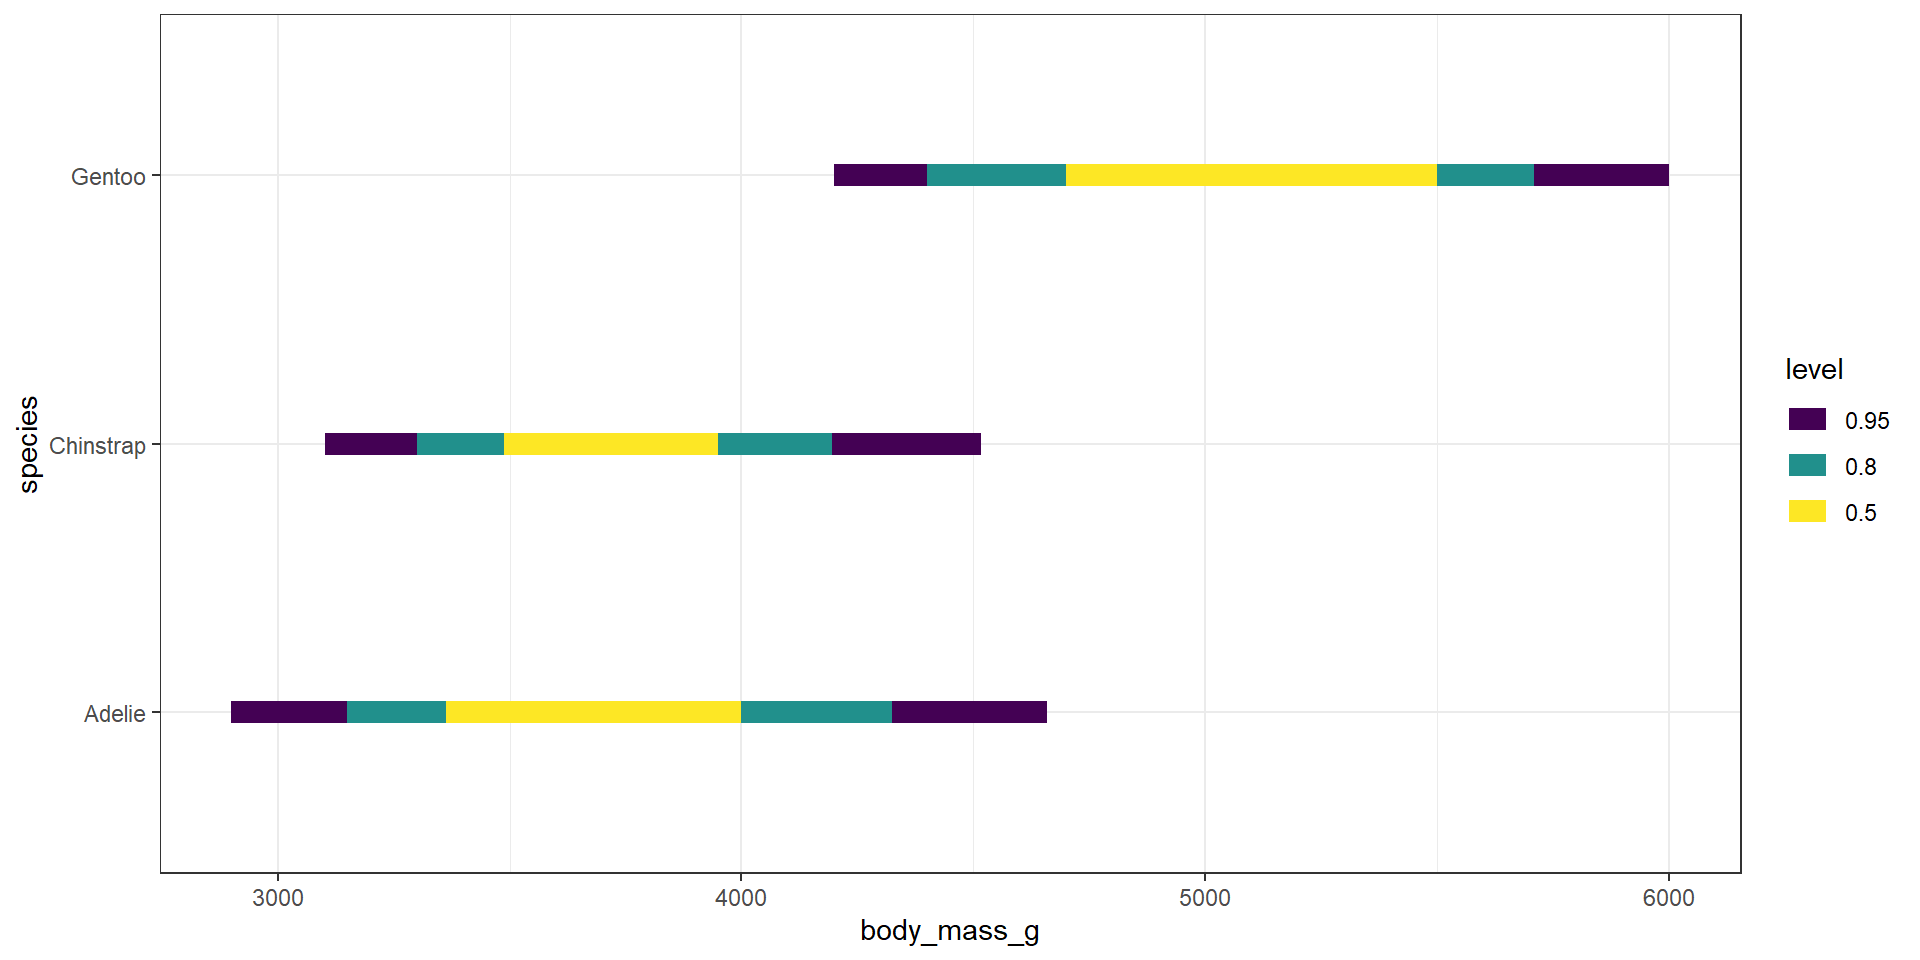 species
Gentoo
Chinstrap
Adelie
3000 4000 5000 6000
body_mass_g
level
0.95
0.8
0.5